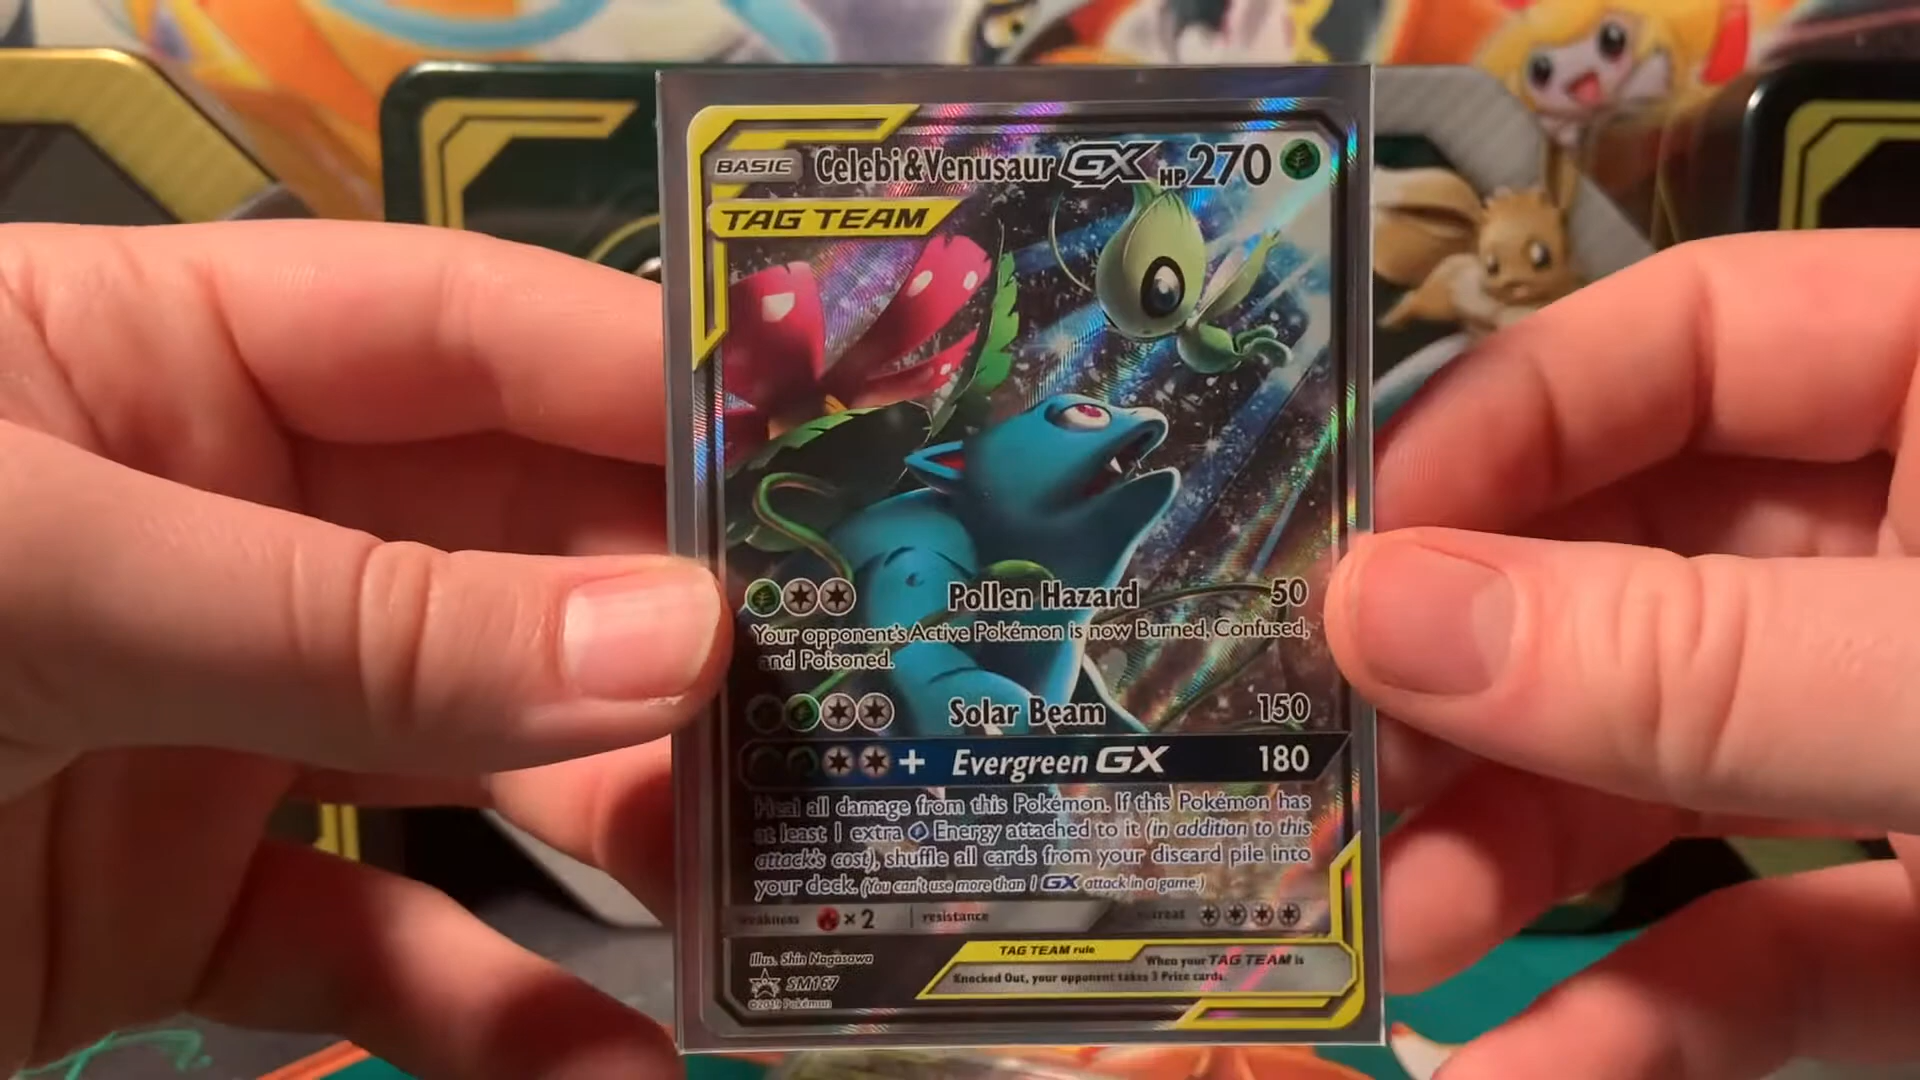 BASIC Celebi&Venusaur GX HP270
TAG TEAM
Pollen Hazard 50
Your opponent's Active Pokémon is now Burned, Confused,
and Poisoned.
Solar Beam 150
+ Evergreen GX 180
Heal all damage from this Pokémon. If this Pokémon has
at least 1 extra Energy attached to it (in addition to this
attack's cost), shuffle all cards from your discard pile into
your deck. (You can't use more than 1 GX attack in a game.)
weakness ×2 resistance retreat
Illus. Shin Nagasawa
TAG TEAM rule When your TAG TEAM is
Knocked Out, your opponent takes 3 Prize cards.
SM167
©2019 Pokémon